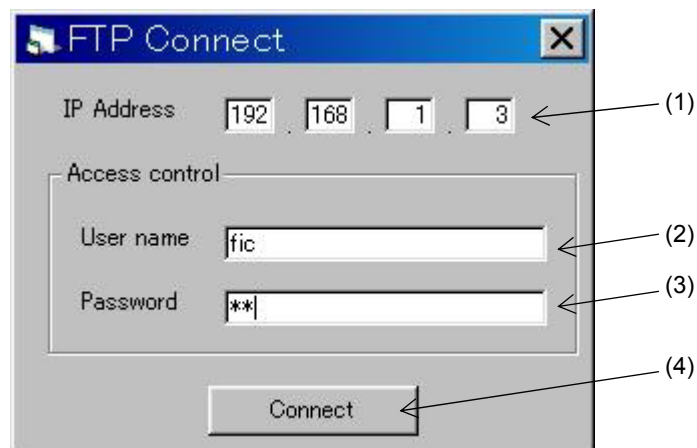 FTP Connect
IP Address 192 . 168 . 1 . 3 (1)
Access control
User name fic (2)
Password ** (3)
Connect (4)